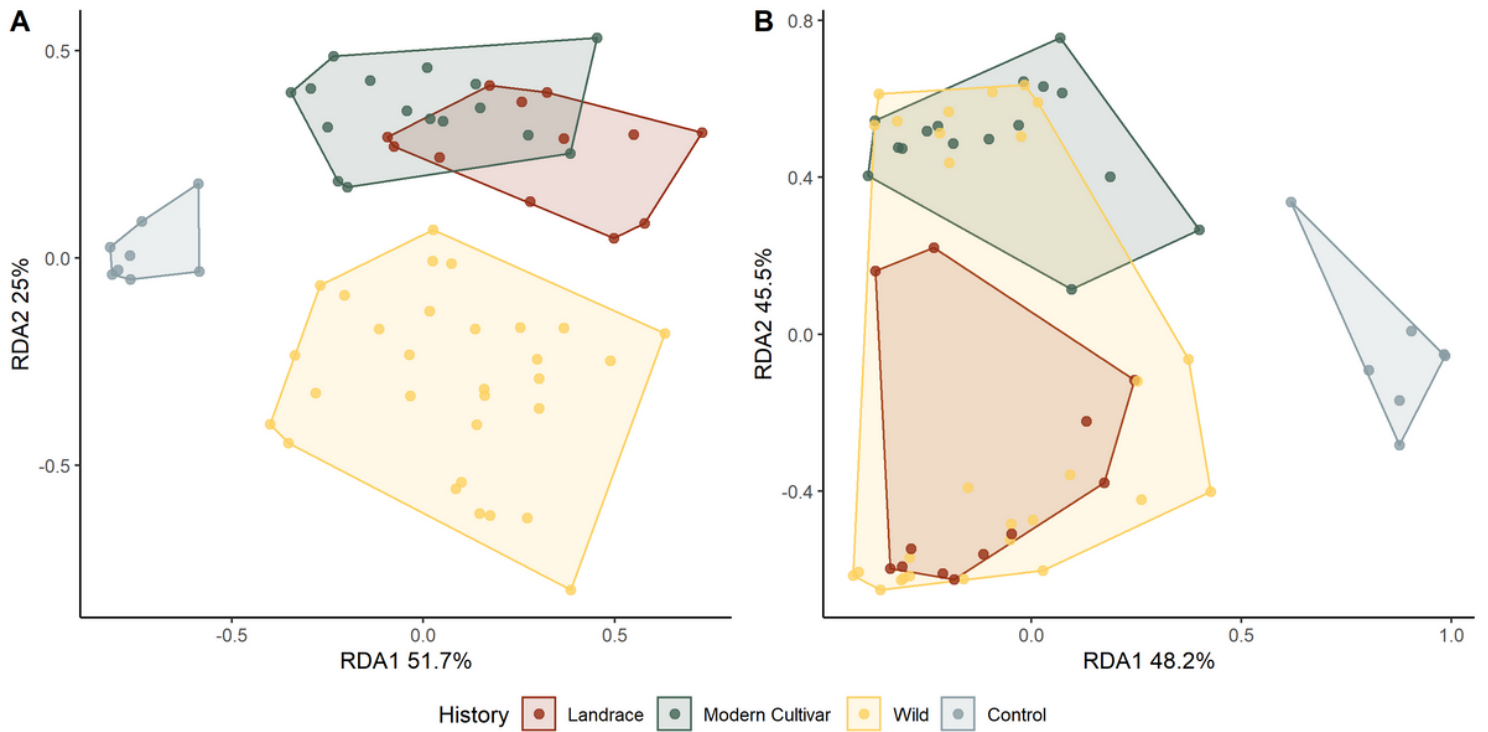 A
B
0.5
0.0
-0.5
RDA2 25%
-0.5
0.0
0.5
RDA1 51.7%
0.8
0.4
0.0
-0.4
RDA2 45.5%
0.0
0.5
1.0
RDA1 48.2%
History Landrace Modern Cultivar Wild Control